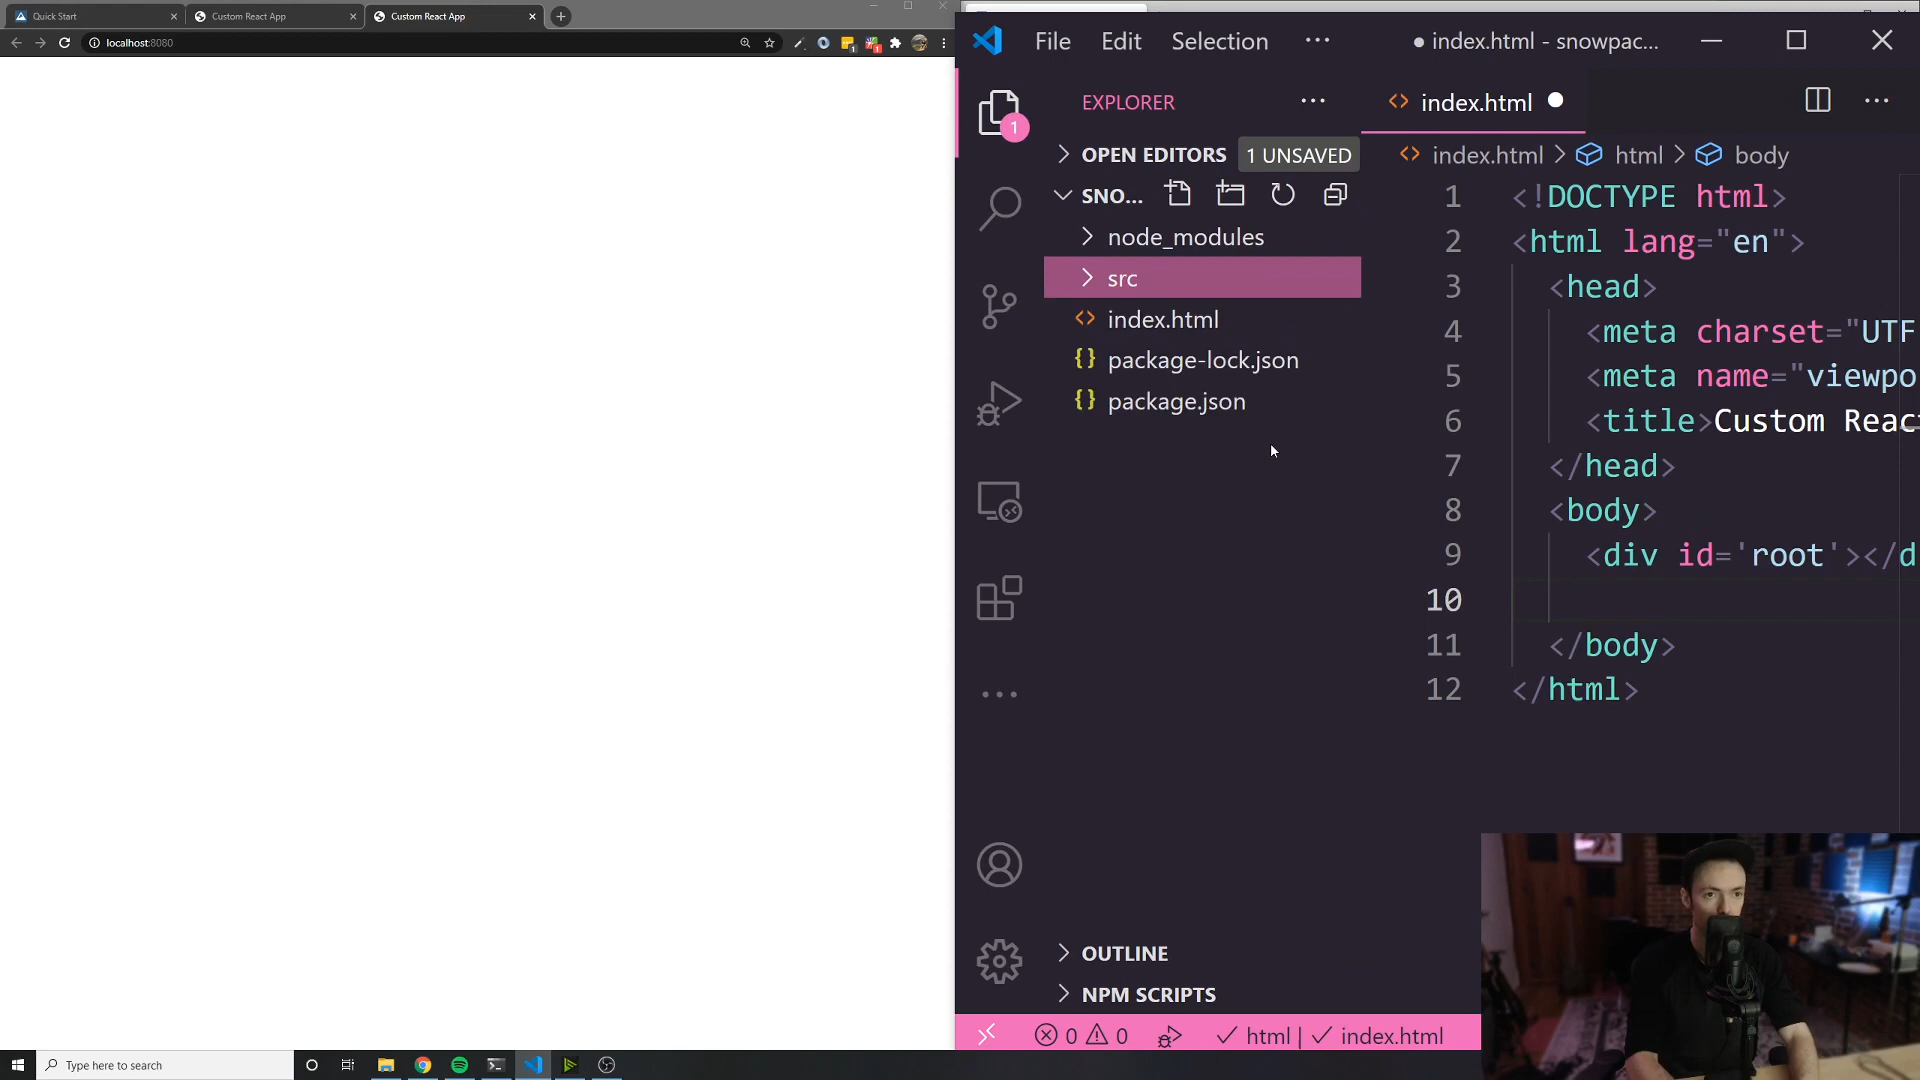 Quick Start
Custom React App
Custom React App
localhost:8080
File Edit Selection ···
● index.html - snowpac...
EXPLORER
1
index.html
OPEN EDITORS
1 UNSAVED
index.html > html > body
SNO...
node_modules
src
index.html
package-lock.json
package.json
1 <!DOCTYPE html>
2 <html lang="en">
3 <head>
4 <meta charset="UTF
5 <meta name="viewpo
6 <title>Custom Reac
7 </head>
8 <body>
9 <div id='root'></d
10
11 </body>
12 </html>
OUTLINE
NPM SCRIPTS
0 0
html | ✓ index.html
Type here to search